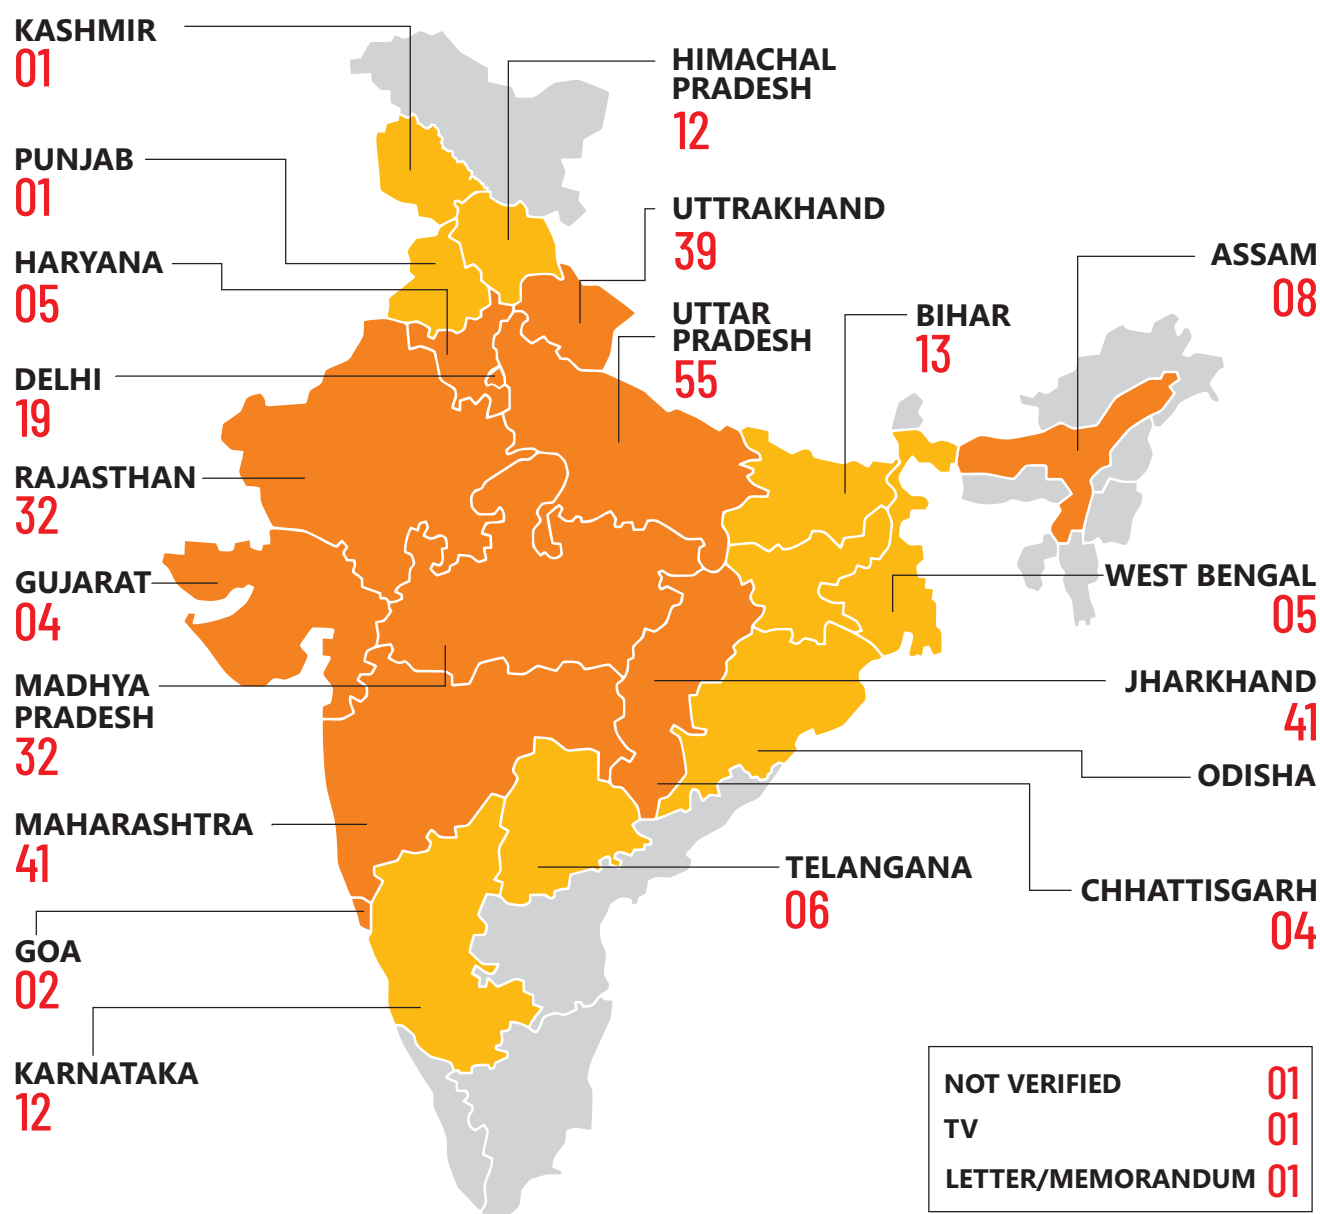 KASHMIR
01
PUNJAB
01
HARYANA
05
DELHI
19
RAJASTHAN
32
GUJARAT
04
MADHYA
PRADESH
32
MAHARASHTRA
41
GOA
02
KARNATAKA
12
HIMACHAL
PRADESH
12
UTTRAKHAND
39
UTTAR
PRADESH
55
BIHAR
13
ASSAM
08
WEST BENGAL
05
JHARKHAND
41
ODISHA
CHHATTISGARH
04
TELANGANA
06
NOT VERIFIED 01
TV 01
LETTER/MEMORANDUM 01